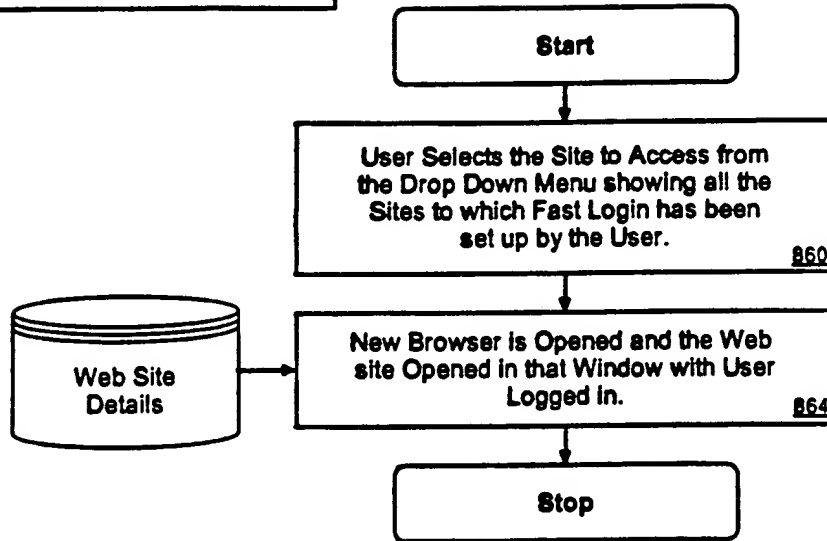 Start
User Selects the Site to Access from
the Drop Down Menu showing all the
Sites to which Fast Login has been
set up by the User.
860
New Browser is Opened and the Web
site Opened in that Window with User
Logged in.
864
Web Site
Details
Stop